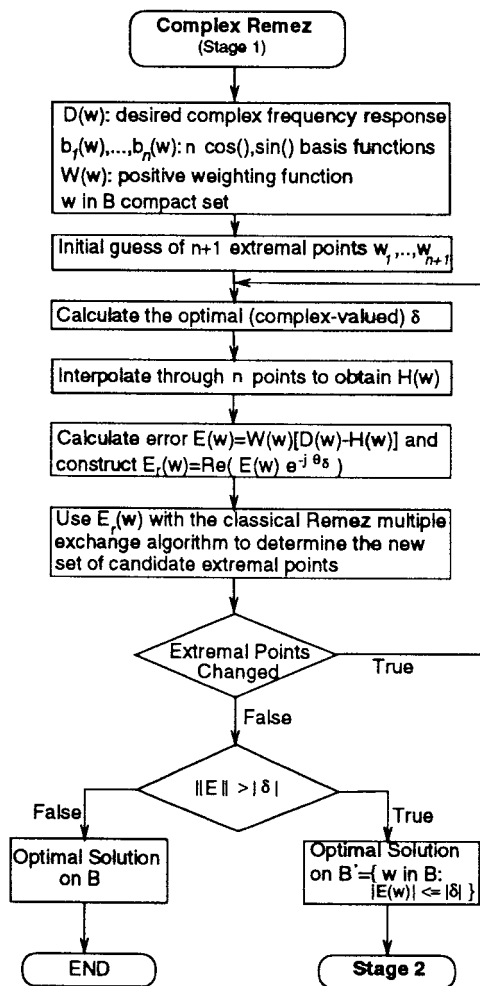 Complex Remez
(Stage 1)
D(w): desired complex frequency response
b₁(w),...,bₙ(w): n cos(),sin() basis functions
W(w): positive weighting function
w in B compact set
Initial guess of n+1 extremal points w₁,..,wₙ₊₁
Calculate the optimal (complex-valued) δ
Interpolate through n points to obtain H(w)
Calculate error E(w)=W(w)[D(w)-H(w)] and
construct Eᵣ(w)=Re( E(w) e^{-j θ_δ} )
Use Eᵣ(w) with the classical Remez multiple
exchange algorithm to determine the new
set of candidate extremal points
Extremal Points
Changed
True
False
||E|| > | δ |
False
True
Optimal Solution
on B
Optimal Solution
on B'={ w in B:
|E(w)| <= |δ| }
END
Stage 2